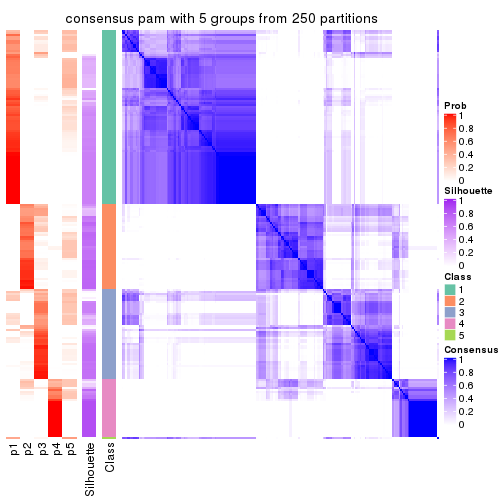 consensus pam with 5 groups from 250 partitions
Prob
1
0.8
0.6
0.4
0.2
0
Silhouette
1
0.8
0.6
0.4
0.2
0
Class
1
2
3
4
5
Consensus
1
0.8
0.6
0.4
0.2
0
p1
p2
p3
p4
p5
Silhouette
Class